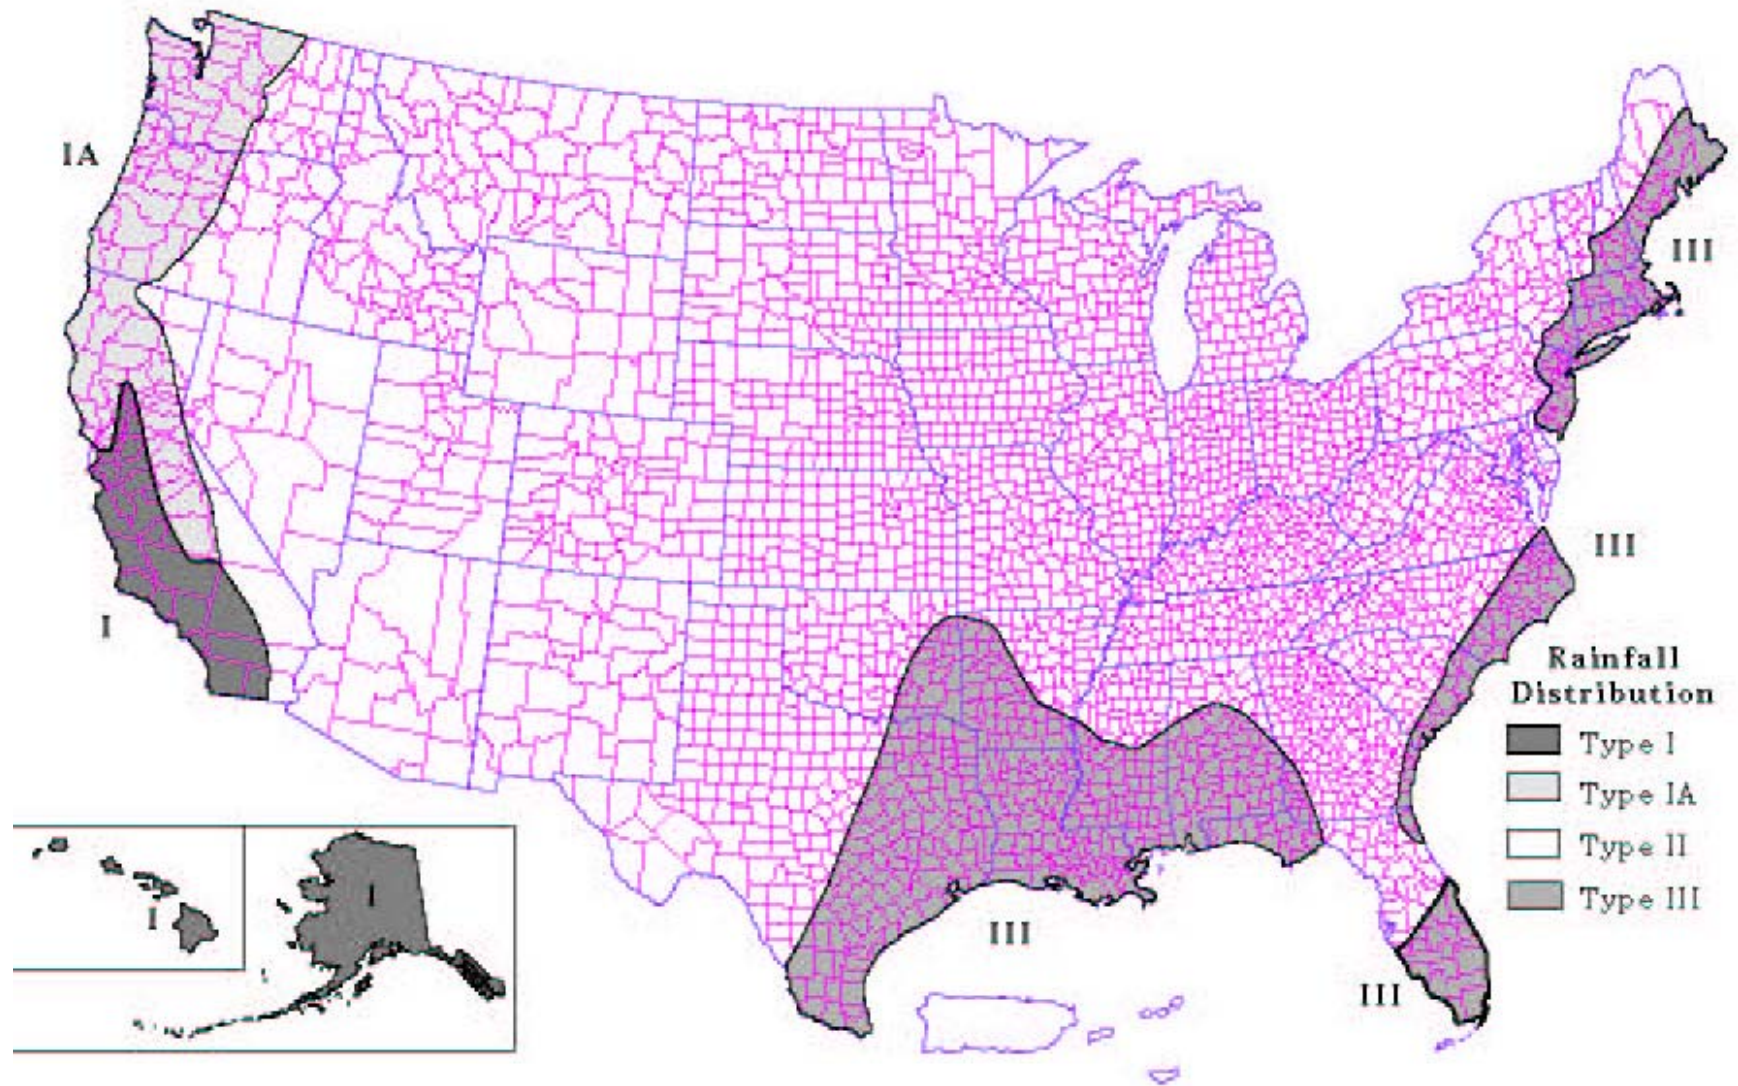 IA
III
III
I
Rainfall
Distribution
Type I
Type IA
Type II
Type III
I
I
III
III